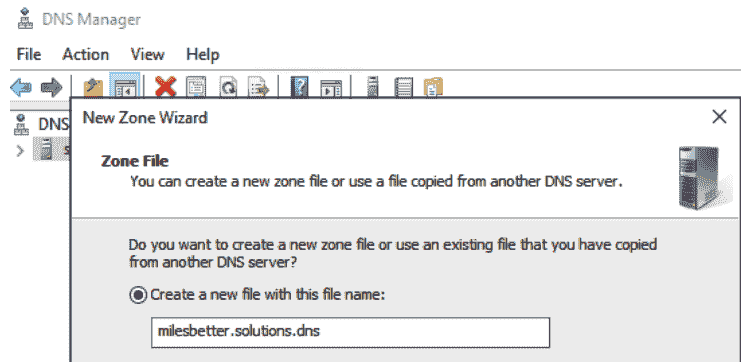 DNS Manager
File Action View Help
DNS
New Zone Wizard
Zone File
You can create a new zone file or use a file copied from another DNS server.
Do you want to create a new zone file or use an existing file that you have copied
from another DNS server?
Create a new file with this file name:
milesbetter.solutions.dns